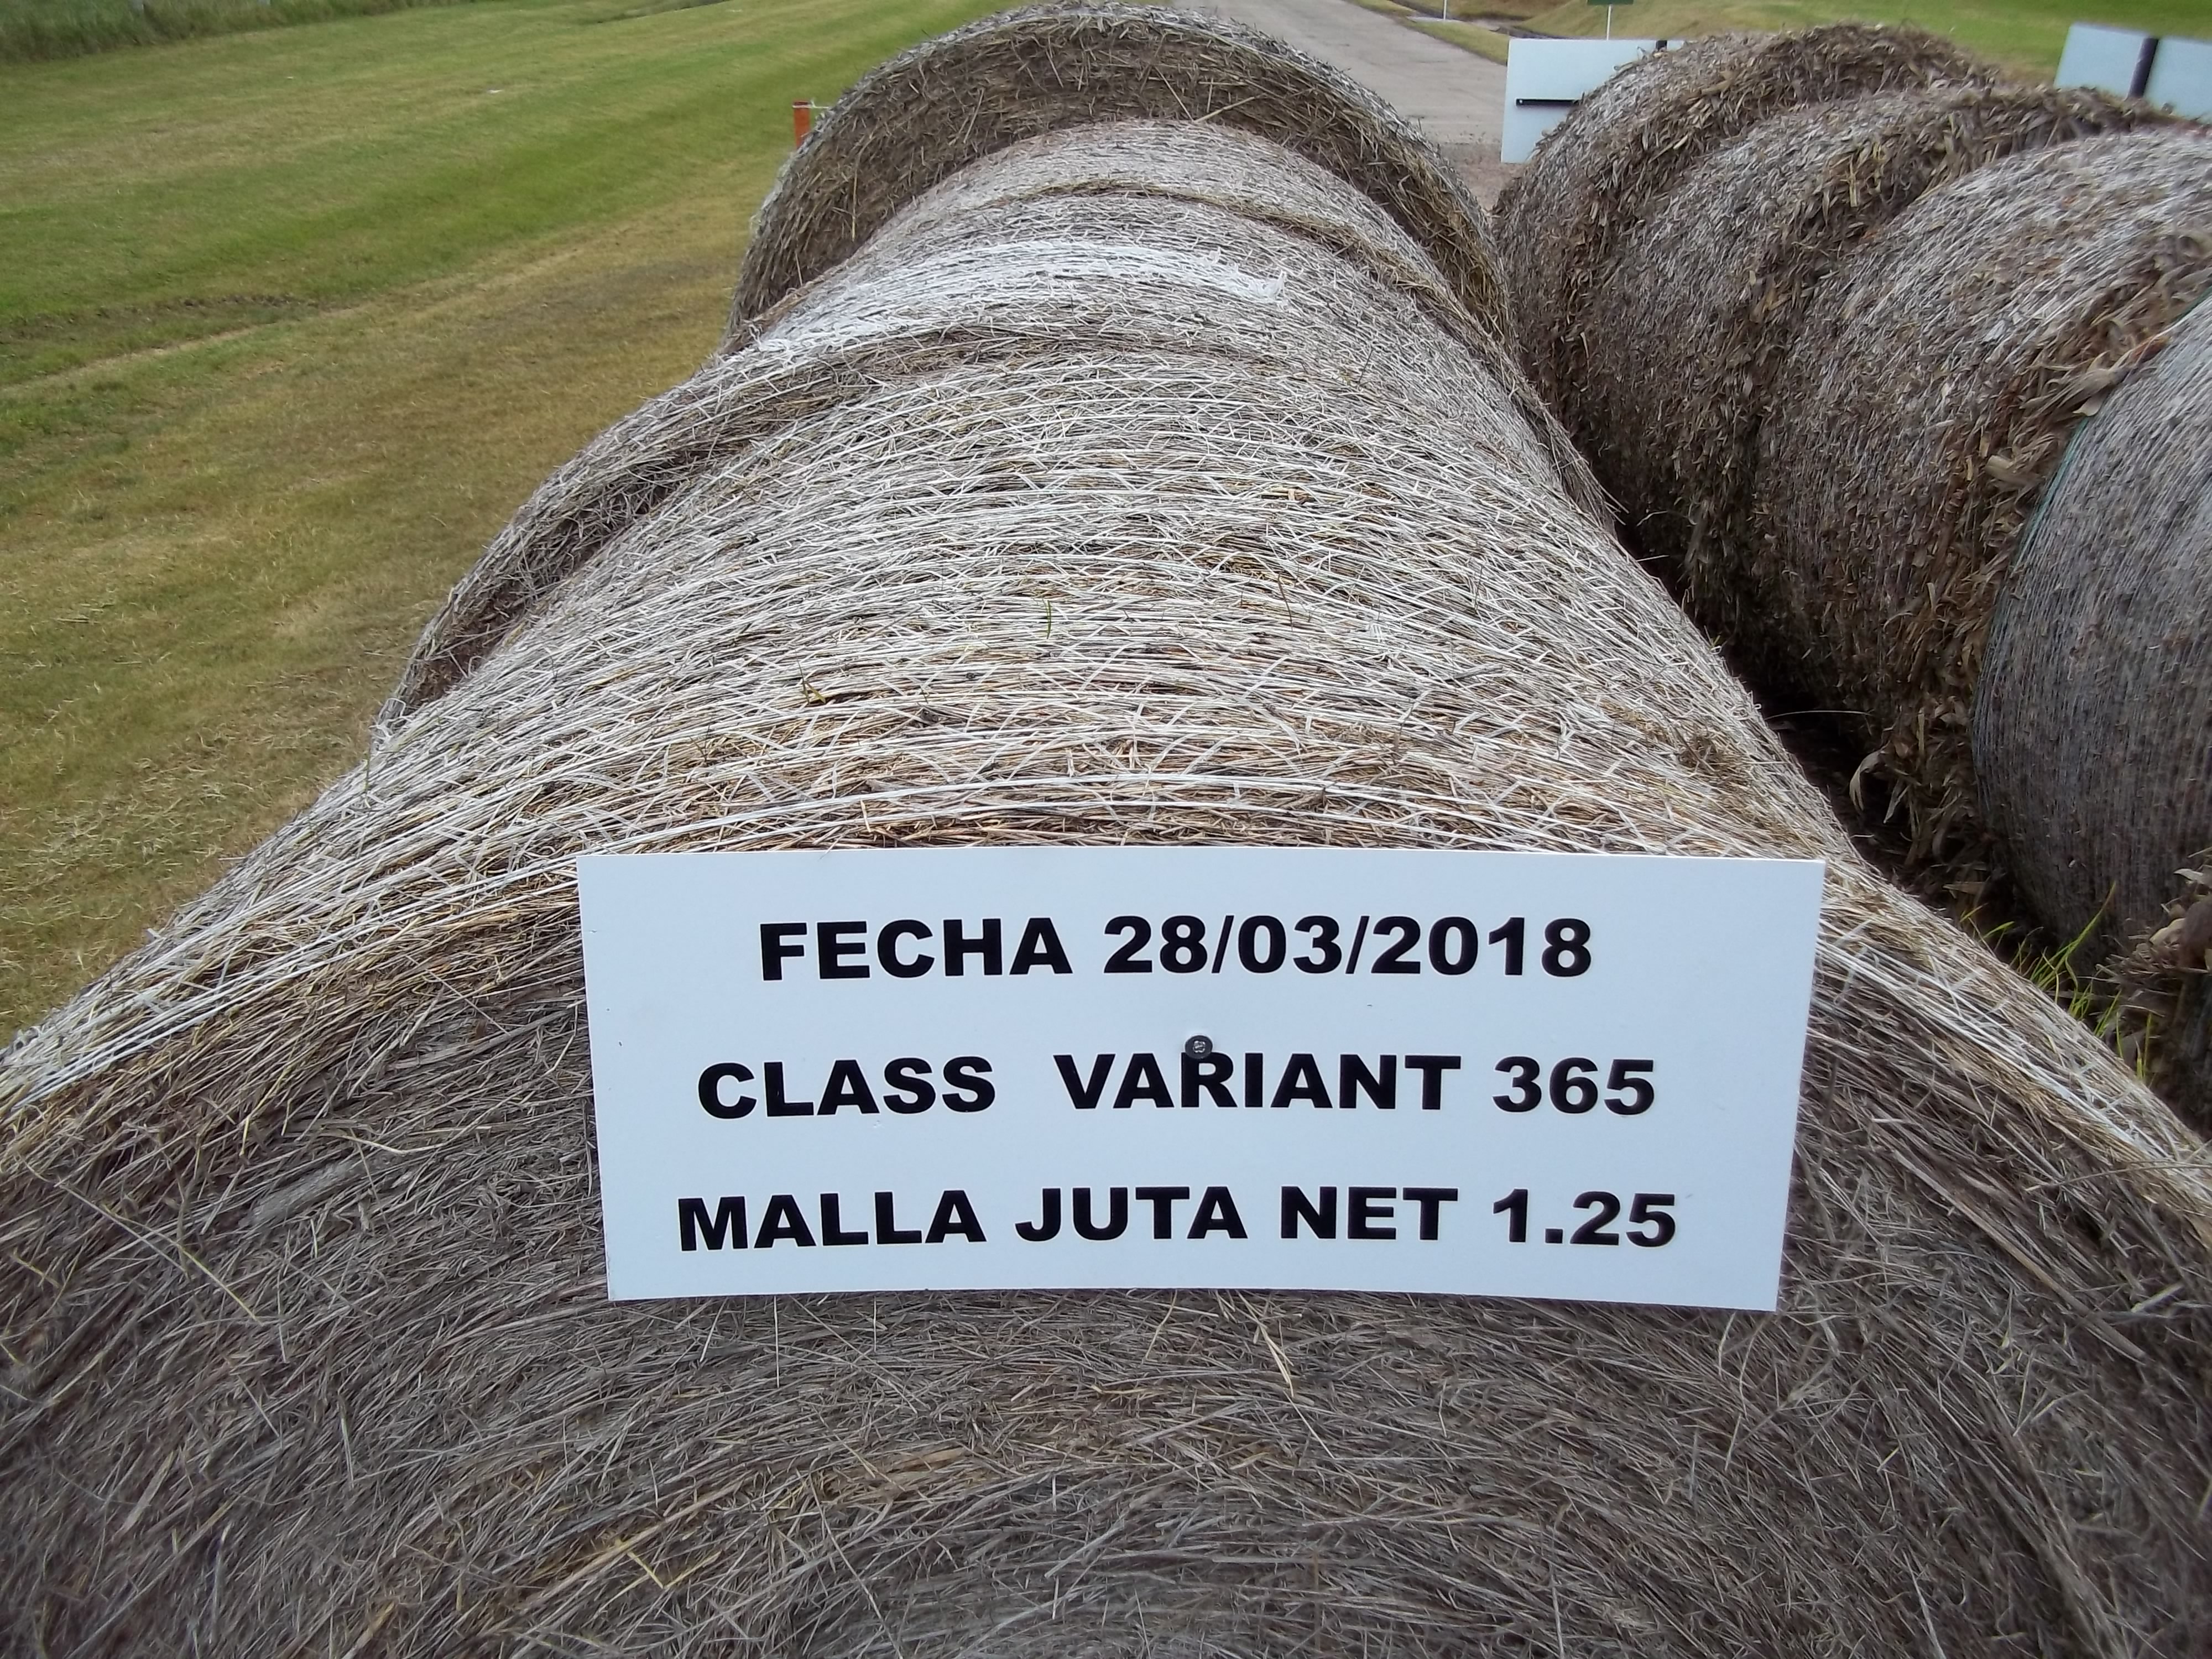 FECHA 28/03/2018
CLASS VARIANT 365
MALLA JUTA NET 1.25